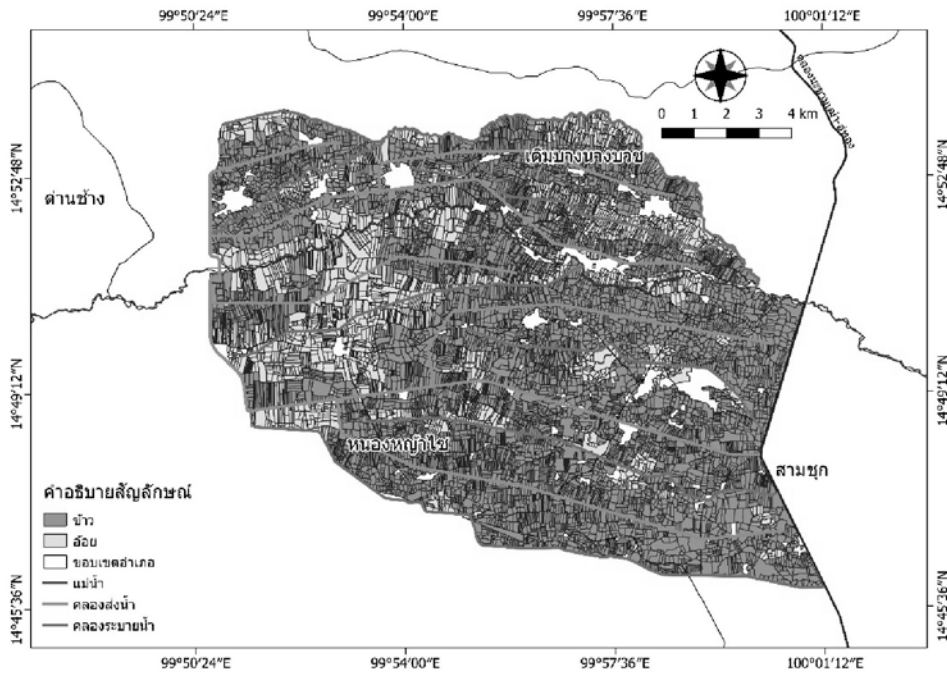 99°50′24″E
99°54′00″E
99°57′36″E
100°01′12″E
0 1 2 3 4 km
14°52′48″N
14°52′48″N
เดิมบางนางบวช
ด่านช้าง
14°49′12″N
14°49′12″N
หนองหญ้าไซ
สามชุก
คำอธิบายสัญลักษณ์
ข้าว
อ้อย
ขอบเขตอำเภอ
แม่น้ำ
คลองส่งน้ำ
คลองระบายน้ำ
14°45′36″N
14°45′36″N
99°50′24″E
99°54′00″E
99°57′36″E
100°01′12″E